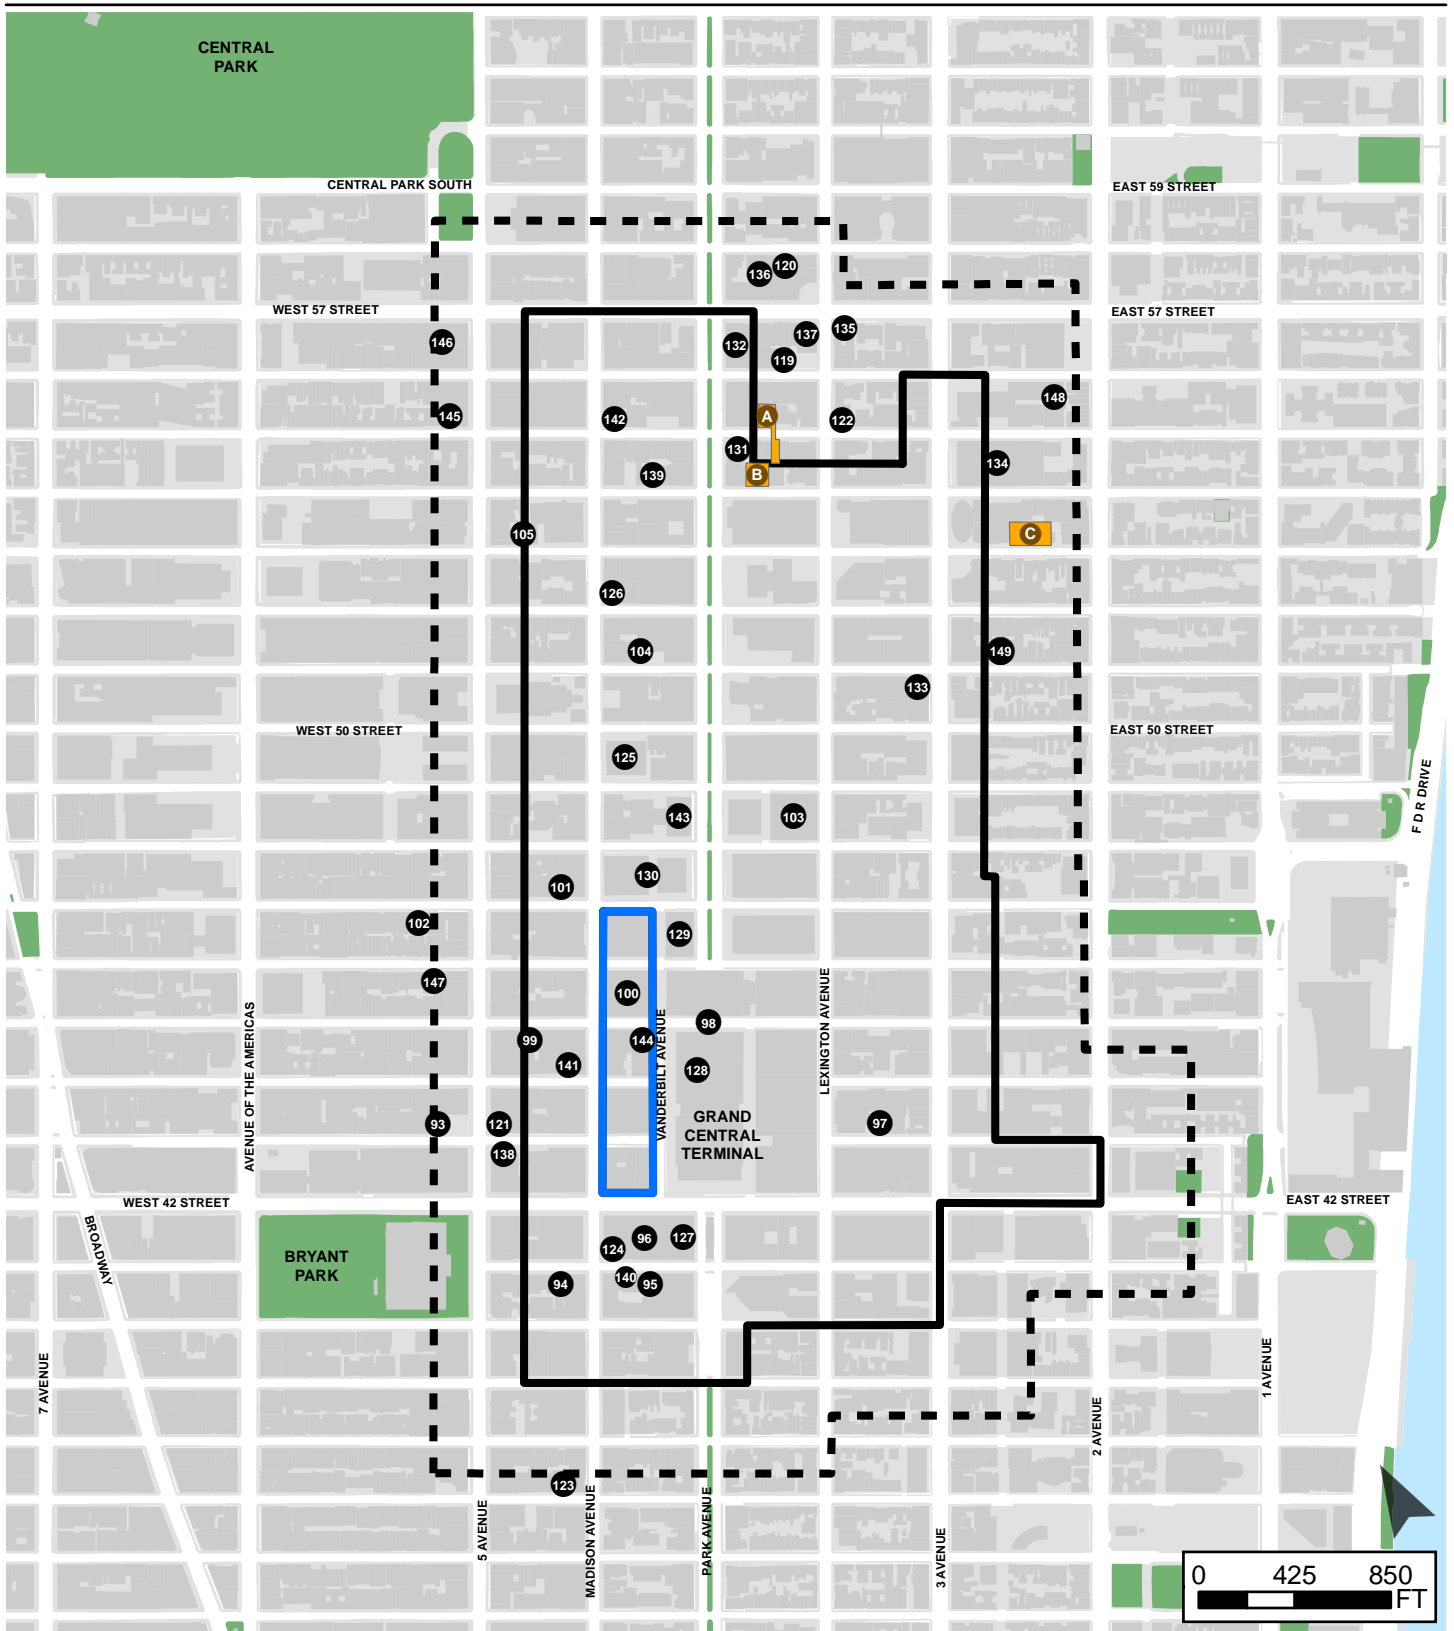 CENTRAL
PARK
CENTRAL PARK SOUTH
EAST 59 STREET
120
136
WEST 57 STREET
EAST 57 STREET
135
137
146
132
119
148
A
145
142
122
131
134
139
B
105
C
126
104
149
133
WEST 50 STREET
EAST 50 STREET
125
F D R DRIVE
143
103
130
101
102
129
147
100
LEXINGTON AVENUE
AVENUE OF THE AMERICAS
98
VANDERBILT AVENUE
99
144
141
128
93
121
GRAND
CENTRAL
TERMINAL
97
138
WEST 42 STREET
EAST 42 STREET
BROADWAY
96
127
124
BRYANT
PARK
140
94
95
7 AVENUE
1 AVENUE
2 AVENUE
123
5 AVENUE
MADISON AVENUE
PARK AVENUE
3 AVENUE
0 425 850
FT